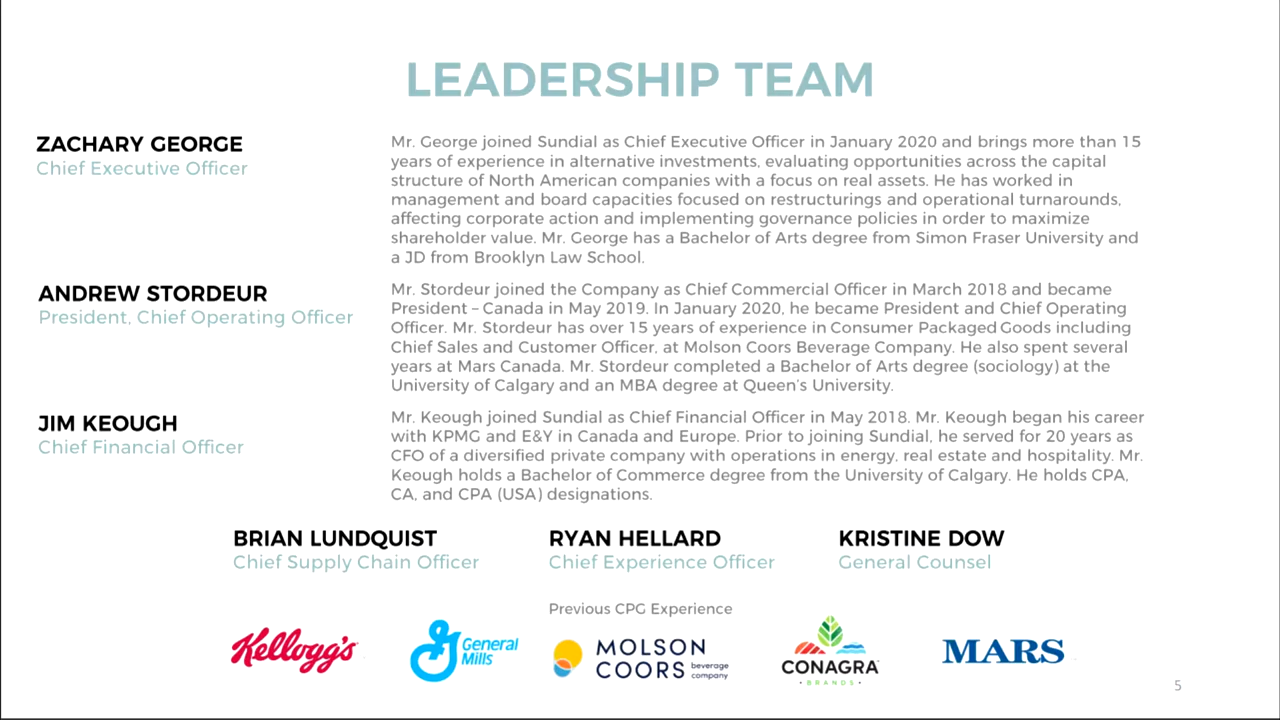 LEADERSHIP TEAM
ZACHARY GEORGE
Chief Executive Officer
Mr. George joined Sundial as Chief Executive Officer in January 2020 and brings more than 15
years of experience in alternative investments, evaluating opportunities across the capital
structure of North American companies with a focus on real assets. He has worked in
management and board capacities focused on restructurings and operational turnarounds,
affecting corporate action and implementing governance policies in order to maximize
shareholder value. Mr. George has a Bachelor of Arts degree from Simon Fraser University and
a JD from Brooklyn Law School.
ANDREW STORDEUR
President, Chief Operating Officer
Mr. Stordeur joined the Company as Chief Commercial Officer in March 2018 and became
President – Canada in May 2019. In January 2020, he became President and Chief Operating
Officer. Mr. Stordeur has over 15 years of experience in Consumer Packaged Goods including
Chief Sales and Customer Officer, at Molson Coors Beverage Company. He also spent several
years at Mars Canada. Mr. Stordeur completed a Bachelor of Arts degree (sociology) at the
University of Calgary and an MBA degree at Queen's University.
JIM KEOUGH
Chief Financial Officer
Mr. Keough joined Sundial as Chief Financial Officer in May 2018. Mr. Keough began his career
with KPMG and E&Y in Canada and Europe. Prior to joining Sundial, he served for 20 years as
CFO of a diversified private company with operations in energy, real estate and hospitality. Mr.
Keough holds a Bachelor of Commerce degree from the University of Calgary. He holds CPA,
CA, and CPA (USA) designations.
BRIAN LUNDQUIST
Chief Supply Chain Officer
RYAN HELLARD
Chief Experience Officer
KRISTINE DOW
General Counsel
Previous CPG Experience
Kellogg's
G
General
Mills
MOLSON
COORS
beverage
company
CONAGRA
BRANDS
MARS
5